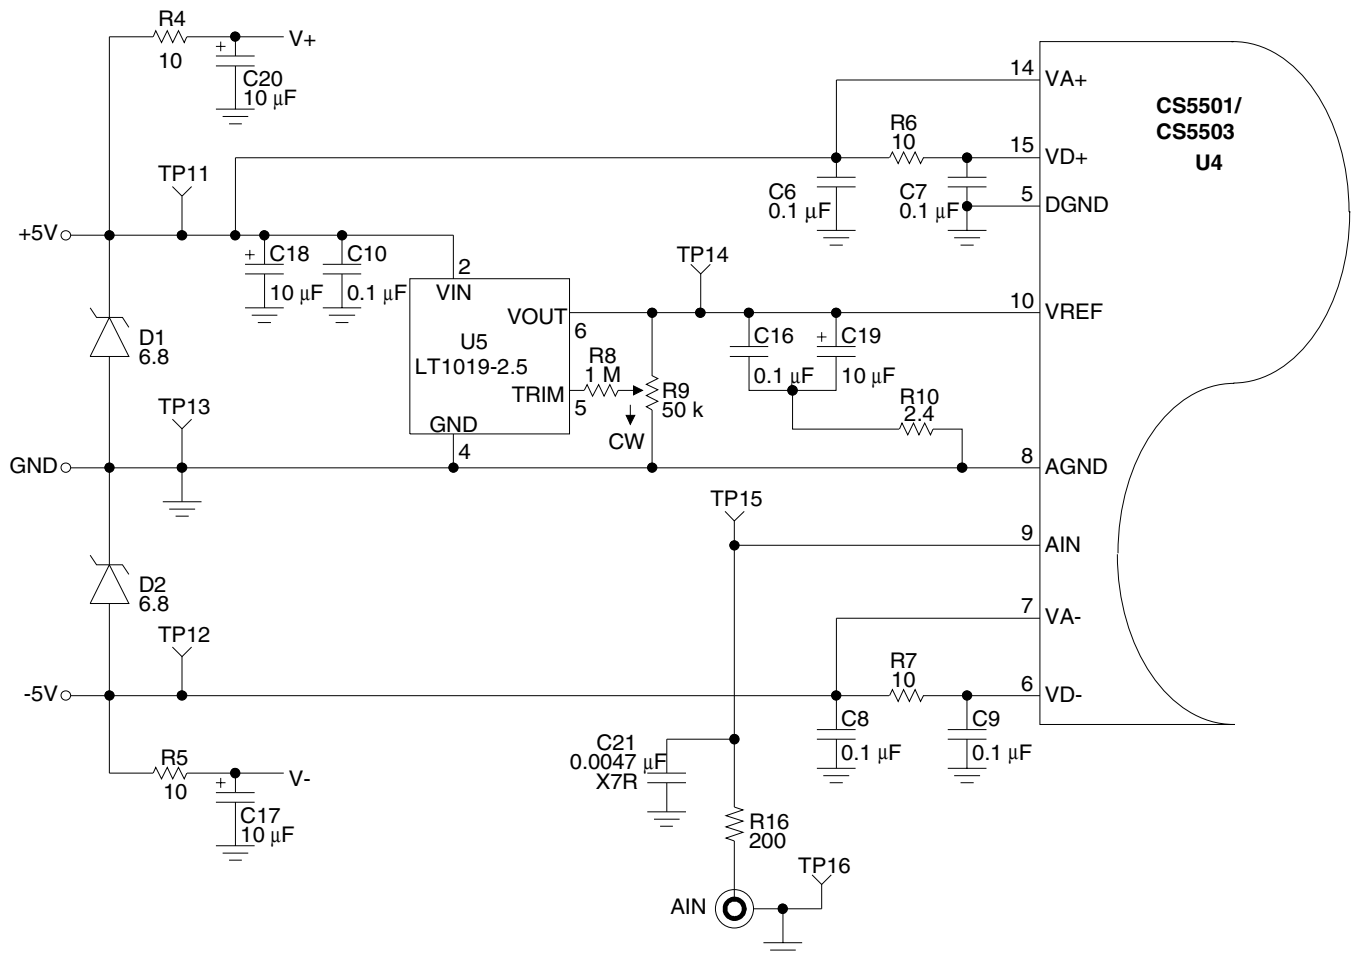 R4
10
V+
+
C20
10 µF
14
VA+
CS5501/
CS5503
U4
R6
10
15
VD+
TP11
C6
0.1 µF
C7
0.1 µF
5
DGND
+5V
+
C18
10 µF
C10
0.1 µF
2
VIN
TP14
VOUT
6
10
VREF
U5
LT1019-2.5
D1
6.8
C16
0.1 µF
+
C19
10 µF
R8
1 M
TRIM
5
R9
50 k
CW
R10
2.4
TP13
GND
4
GND
8
AGND
TP15
9
AIN
D2
6.8
7
VA-
TP12
R7
10
6
VD-
-5V
C8
0.1 µF
C9
0.1 µF
C21
0.0047 µF
X7R
R5
10
V-
+
C17
10 µF
R16
200
TP16
AIN